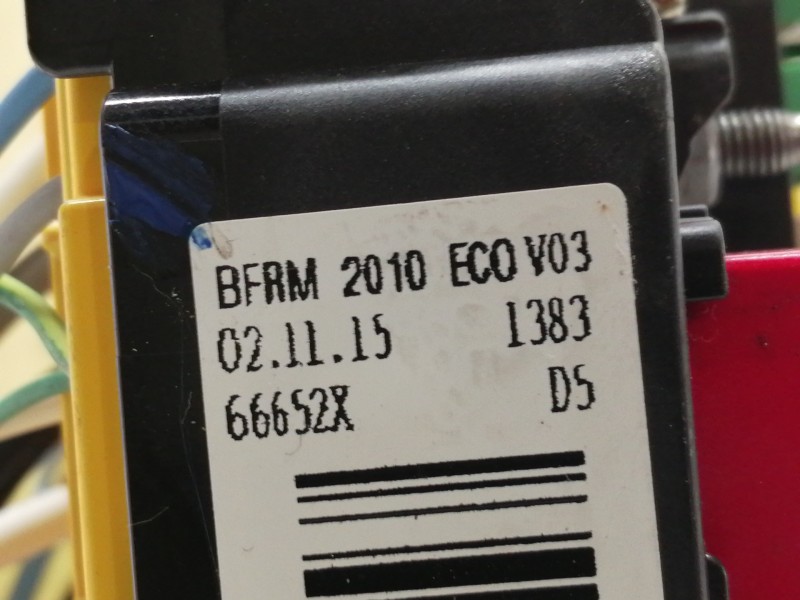 BFRM 2010 ECO V03
02.11.15 1383
66652X D5